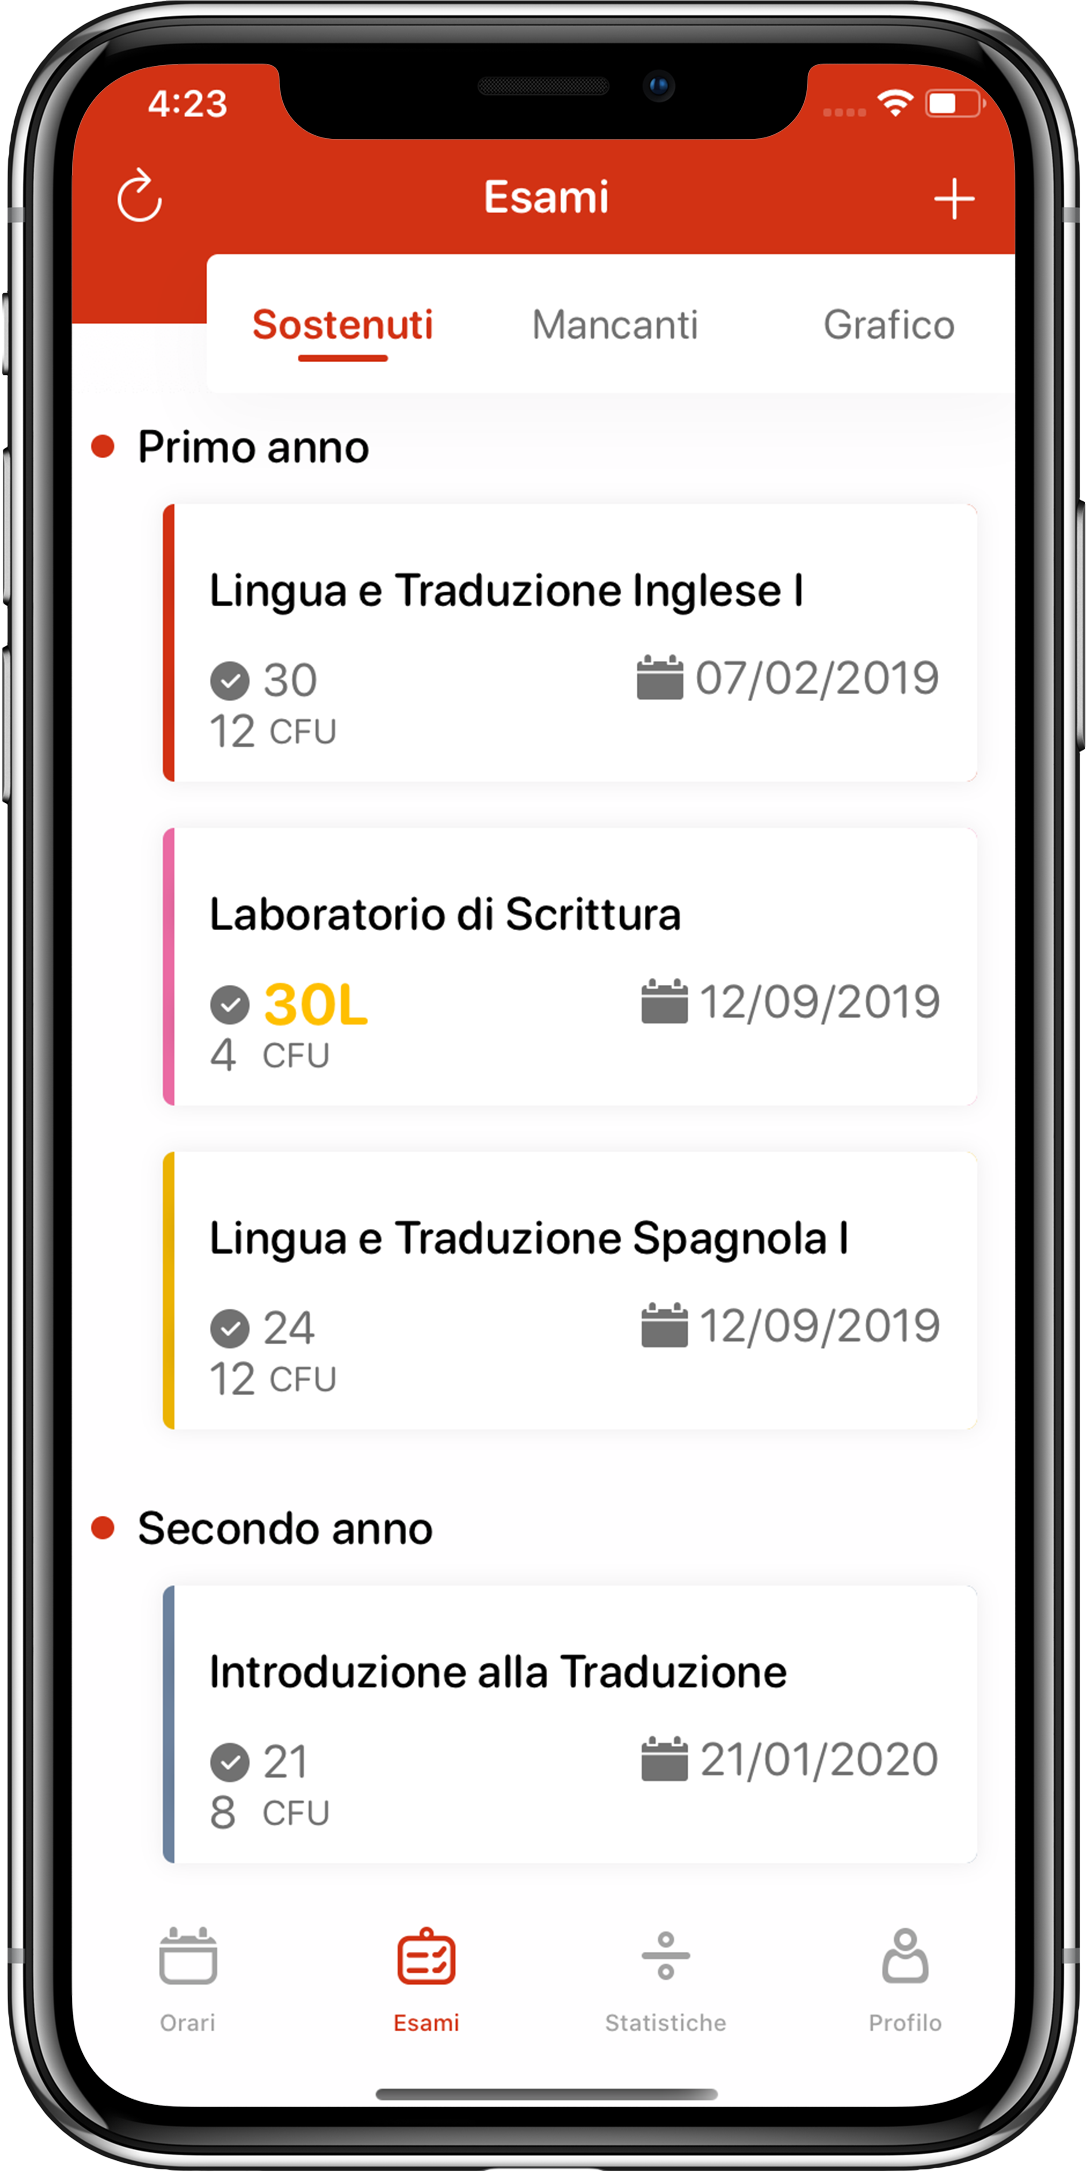 4:23
Esami
Sostenuti Mancanti Grafico
Primo anno
Lingua e Traduzione Inglese I
30 07/02/2019
12 CFU
Laboratorio di Scrittura
30L 12/09/2019
4 CFU
Lingua e Traduzione Spagnola I
24 12/09/2019
12 CFU
Secondo anno
Introduzione alla Traduzione
21 21/01/2020
8 CFU
Orari Esami Statistiche Profilo